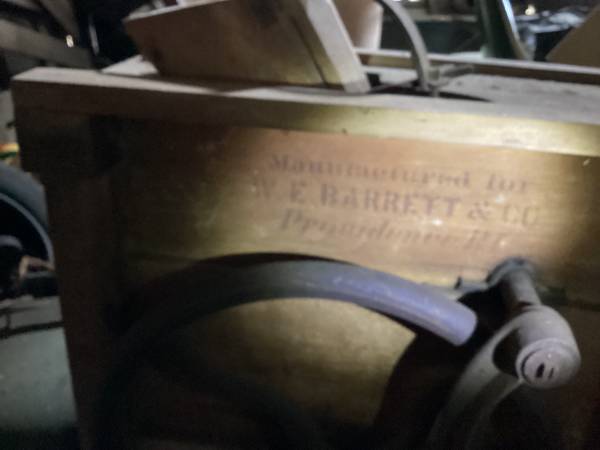 Manufactured for
W E BARRETT & CO
Providence R.I.